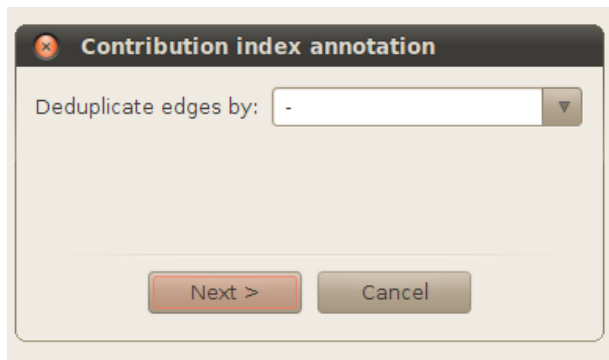 Contribution index annotation
Deduplicate edges by: -
Next > Cancel